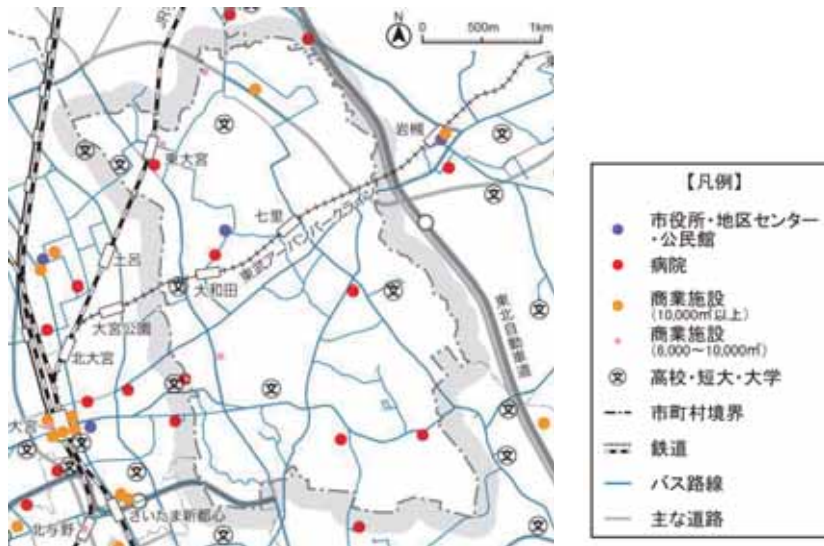 N
0 500m 1km
岩槻
東大宮
七里
東武アーバンパークライン
土呂
大和田
大宮公園
東北自動車道
北大宮
大宮
さいたま新都心
北与野
文
【凡例】
市役所・地区センター
・公民館
病院
商業施設
(10,000㎡以上)
商業施設
(6,000～10,000㎡)
文 高校・短大・大学
市町村境界
鉄道
バス路線
主な道路